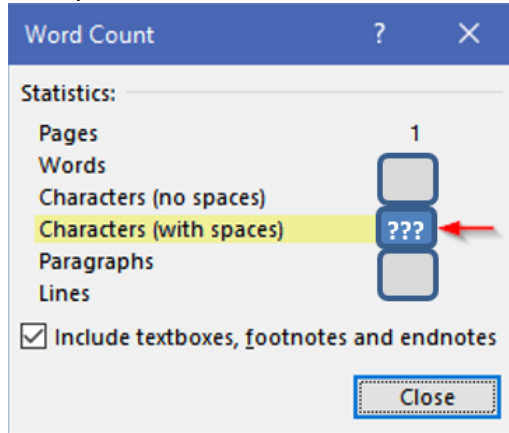 Word Count ? ×
Statistics:
Pages 1
Words
Characters (no spaces)
Characters (with spaces) ???
Paragraphs
Lines
Include textboxes, footnotes and endnotes
Close